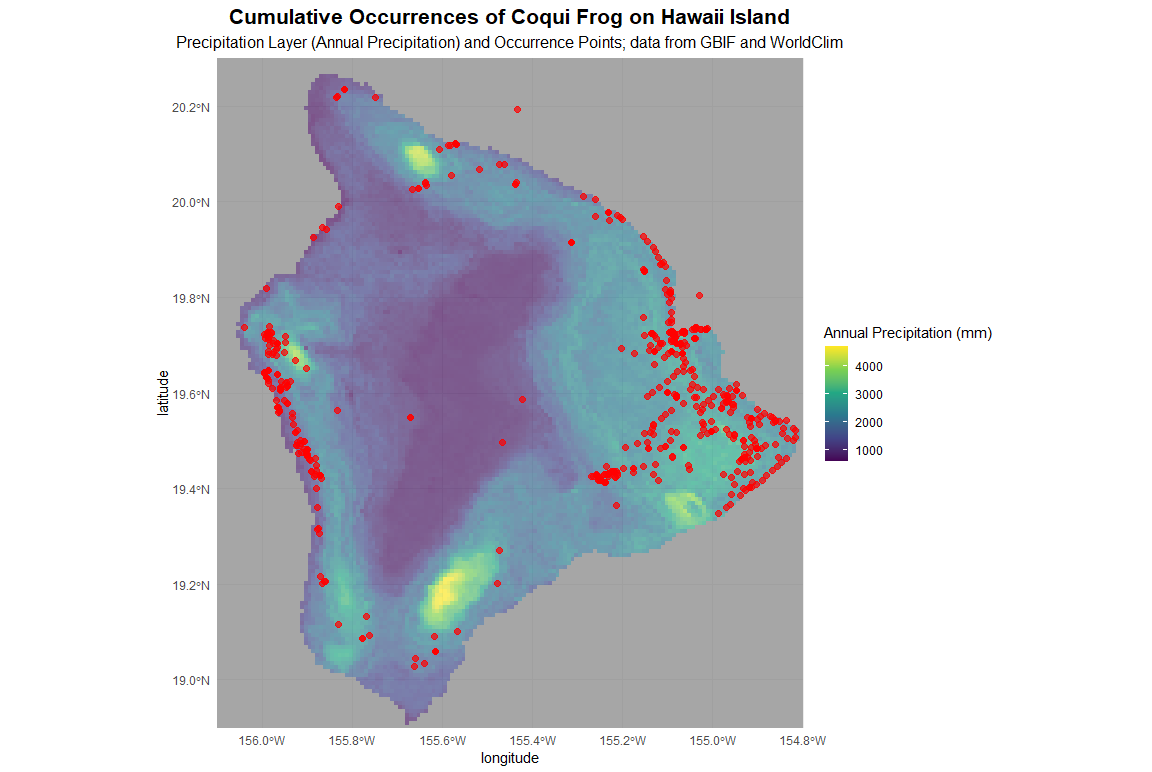 Cumulative Occurrences of Coqui Frog on Hawaii Island
Precipitation Layer (Annual Precipitation) and Occurrence Points; data from GBIF and WorldClim
20.2°N
20.0°N
19.8°N
19.6°N
19.4°N
19.2°N
19.0°N
latitude
156.0°W 155.8°W 155.6°W 155.4°W 155.2°W 155.0°W 154.8°W
longitude
Annual Precipitation (mm)
4000
3000
2000
1000